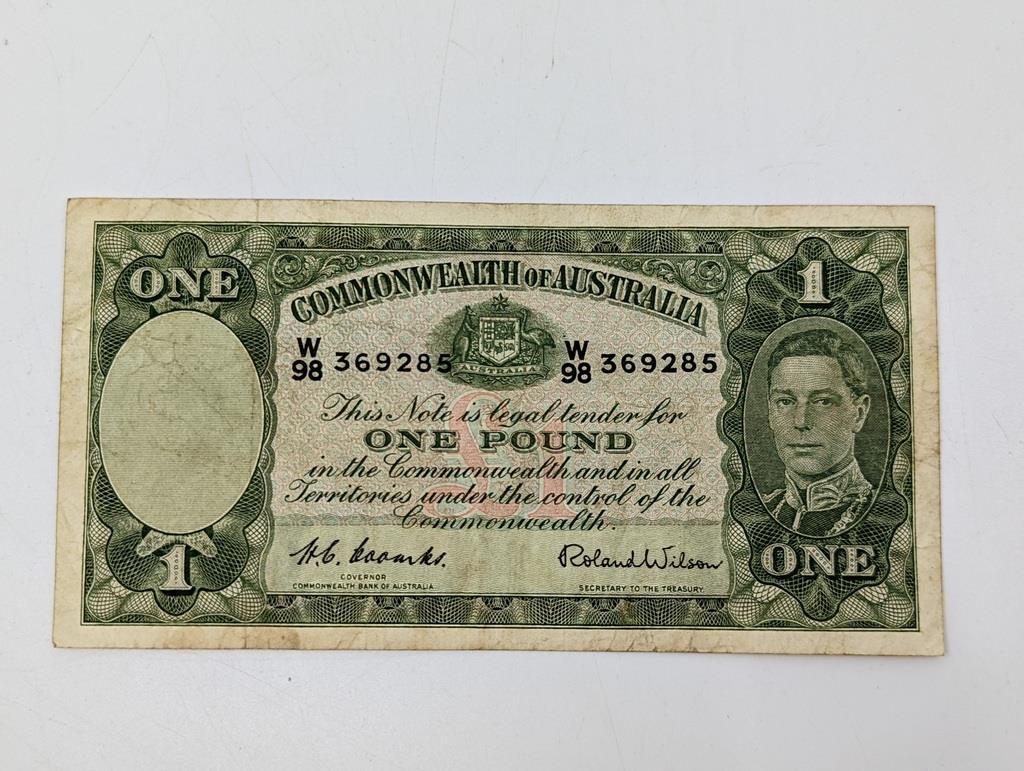 ONE
1
COMMONWEALTH OF AUSTRALIA
AUSTRALIA
W/98 369285
W/98 369285
This Note is legal tender for
ONE POUND
in the Commonwealth and in all
Territories under the control of the
Commonwealth.
£1
H.C. Coombs.
GOVERNOR
COMMONWEALTH BANK OF AUSTRALIA
Roland Wilson
SECRETARY TO THE TREASURY.
1
ONE